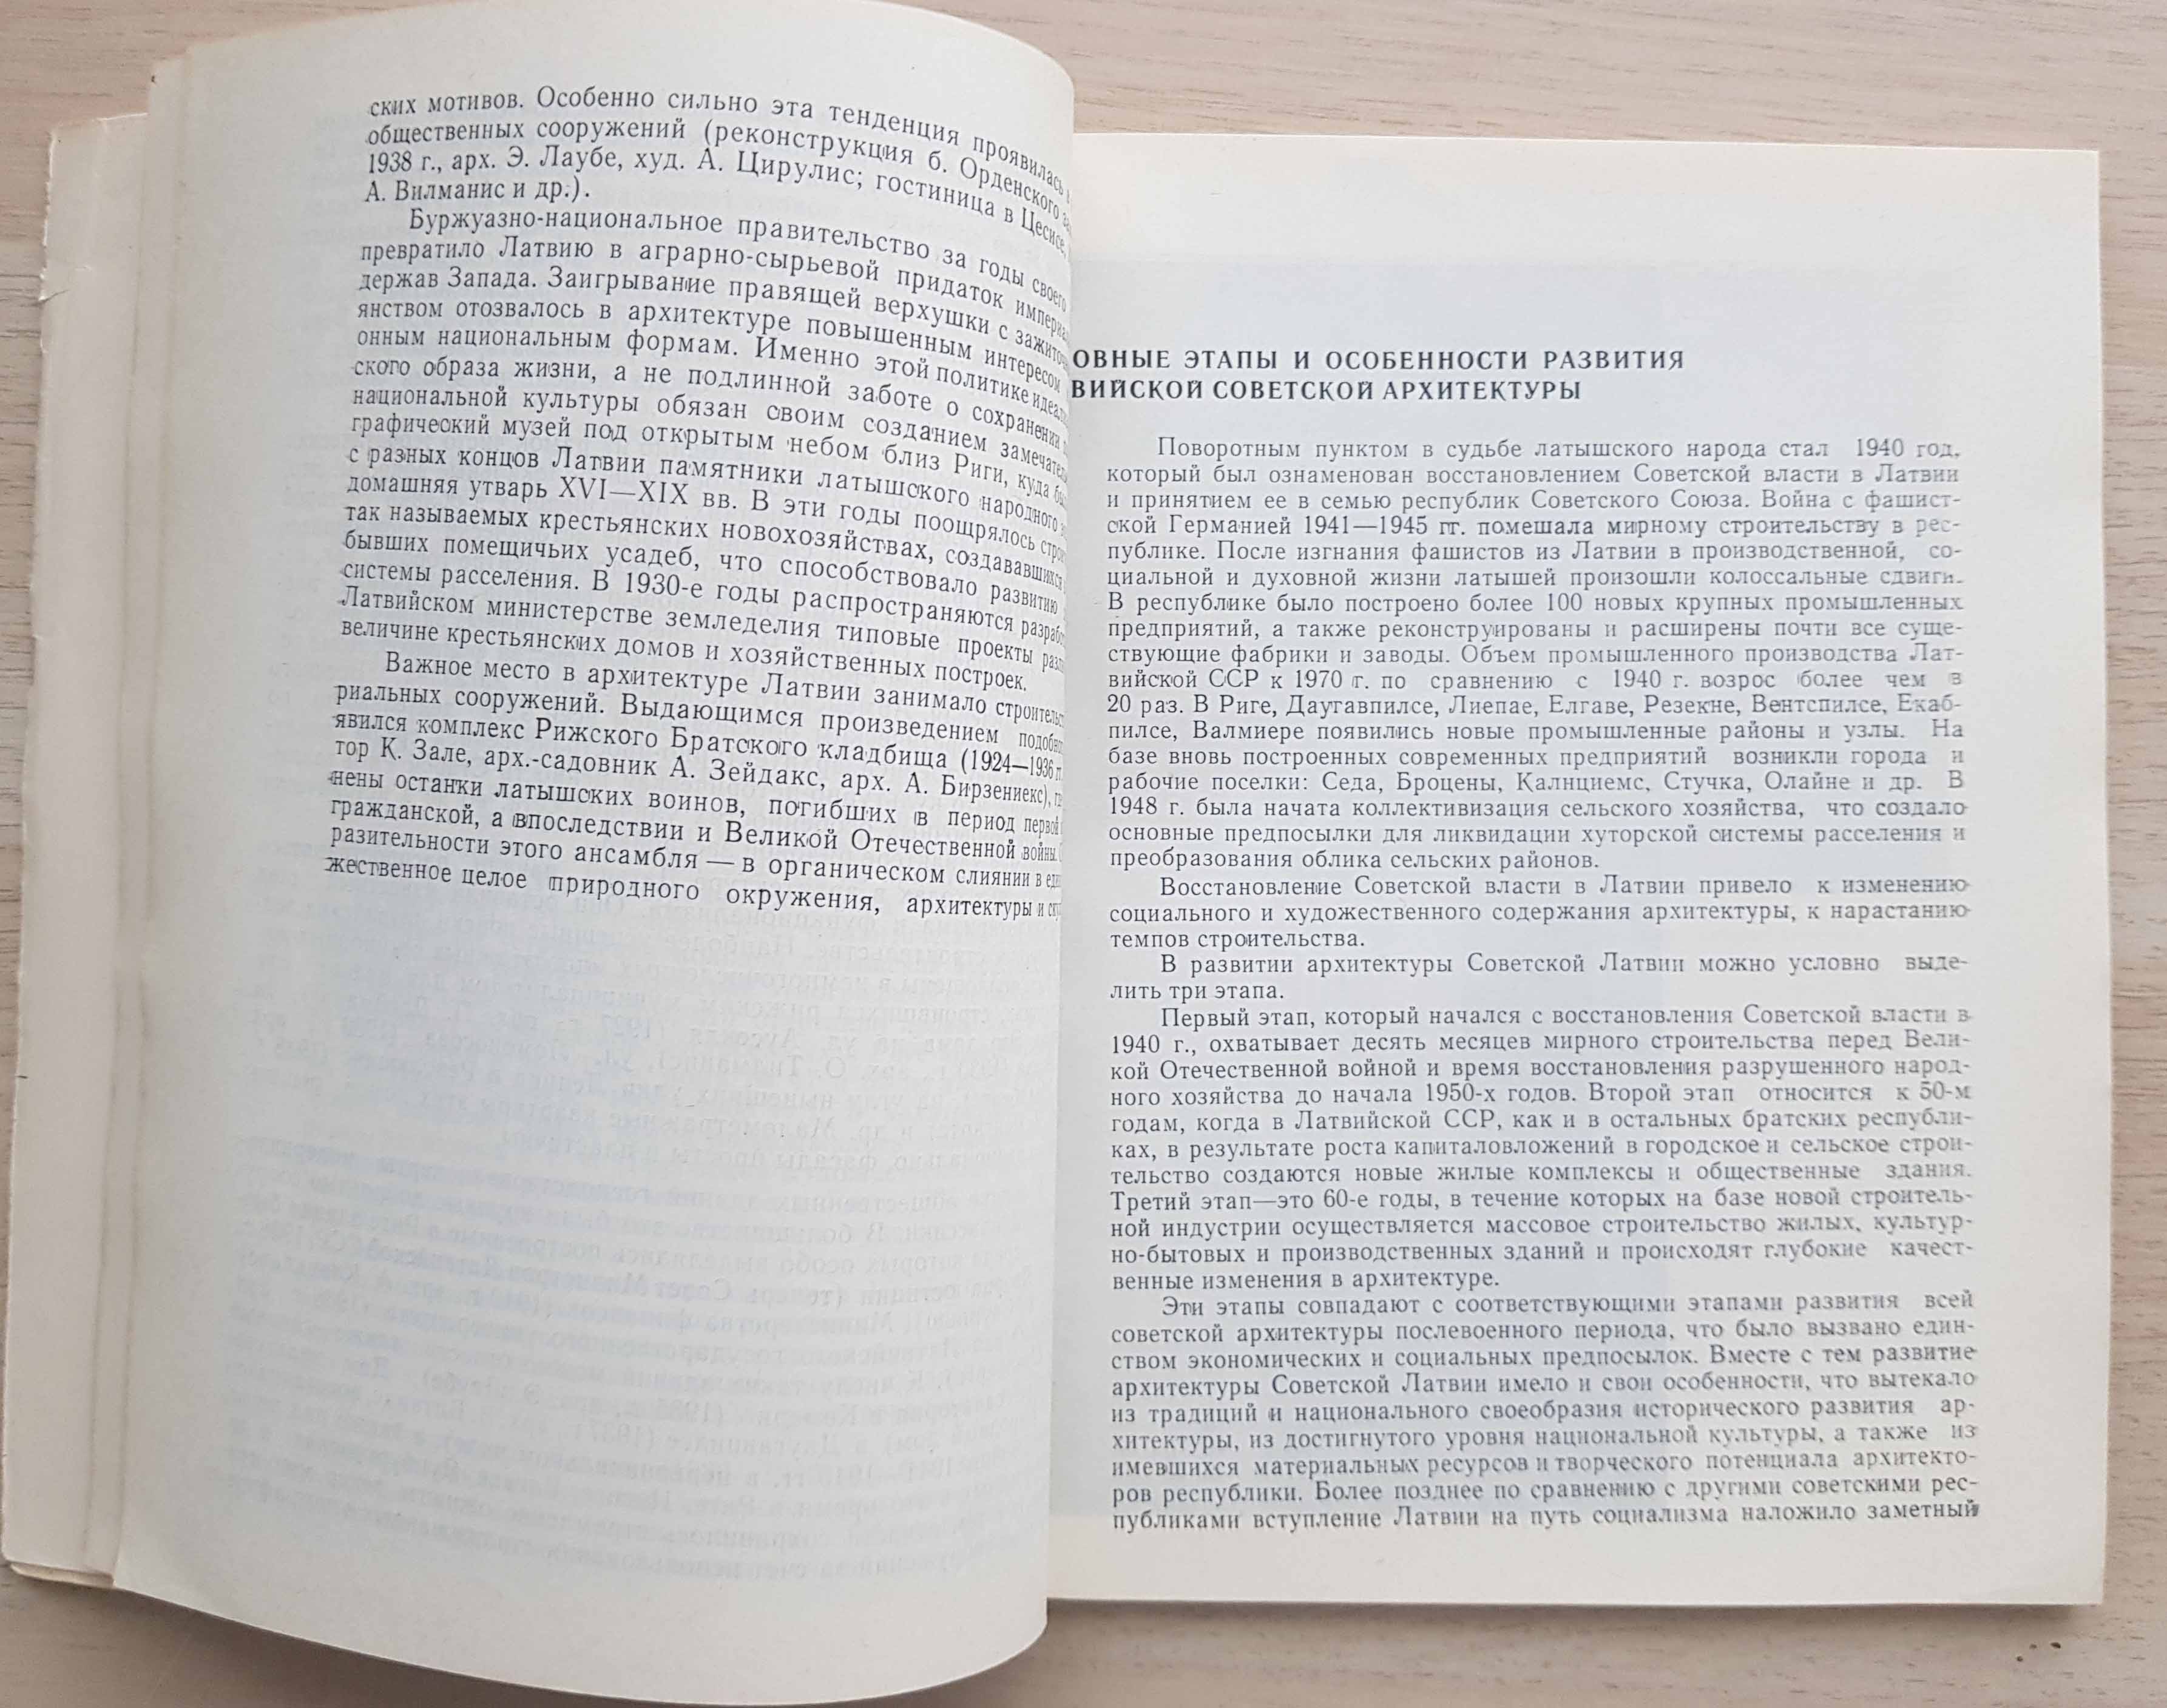 ских мотивов. Особенно сильно эта тенденция проявилась
общественных сооружений (реконструкция б. Орденского
1938 г., арх. Э. Лаубе, худ. А. Цирулис; гостиница в Цесисе,
А. Вилманис и др.).
Буржуазно-национальное правительство за годы своего
превратило Латвию в аграрно-сырьевой придаток
держав Запада. Заигрывание правящей верхушки с
янством отозвалось в архитектуре повышенным интересом
онным национальным формам. Именно этой политике
ского образа жизни, а не подлинной заботе о сохранении
национальной культуры обязан своим созданием
графический музей под открытым небом близ Риги, куда
с разных концов Латвии памятники латышского народного
домашняя утварь XVI—XIX вв. В эти годы поощрялось
так называемых крестьянских новохозяйствах, создававшихся
бывших помещичьих усадеб, что способствовало развитию
системы расселения. В 1930-е годы распространяются
Латвийском министерстве земледелия типовые проекты
величине крестьянских домов и хозяйственных построек.
Важное место в архитектуре Латвии занимало
риальных сооружений. Выдающимся произведением
явился комплекс Рижского Братского кладбища (1924—1936
тор К. Зале, арх.-садовник А. Зейдакс, арх. А. Бирзениекс),
нены останки латышских воинов, погибших в период первой
гражданской, а впоследствии и Великой Отечественной войны.
разительности этого ансамбля — в органическом слиянии в
жественное целое природного окружения, архитектуры и
ОВНЫЕ ЭТАПЫ И ОСОБЕННОСТИ РАЗВИТИЯ
ВИЙСКОЙ СОВЕТСКОЙ АРХИТЕКТУРЫ
Поворотным пунктом в судьбе латышского народа стал 1940 год,
который был ознаменован восстановлением Советской власти в Латвии
и принятием ее в семью республик Советского Союза. Война с фашист-
ской Германией 1941—1945 гг. помешала мирному строительству в рес-
публике. После изгнания фашистов из Латвии в производственной, со-
циальной и духовной жизни латышей произошли колоссальные сдвиги.
В республике было построено более 100 новых крупных промышленных
предприятий, а также реконструированы и расширены почти все суще-
ствующие фабрики и заводы. Объем промышленного производства Лат-
вийской ССР к 1970 г. по сравнению с 1940 г. возрос более чем в
20 раз. В Риге, Даугавпилсе, Лиепае, Елгаве, Резекне, Вентспилсе, Екаб-
пилсе, Валмиере появились новые промышленные районы и узлы. На
базе вновь построенных современных предприятий возникли города и
рабочие поселки: Седа, Броцены, Калнциемс, Стучка, Олайне и др. В
1948 г. была начата коллективизация сельского хозяйства, что создало
основные предпосылки для ликвидации хуторской системы расселения и
преобразования облика сельских районов.
Восстановление Советской власти в Латвии привело к изменению
социального и художественного содержания архитектуры, к нарастанию
темпов строительства.
В развитии архитектуры Советской Латвии можно условно выде-
лить три этапа.
Первый этап, который начался с восстановления Советской власти в
1940 г., охватывает десять месяцев мирного строительства перед Вели-
кой Отечественной войной и время восстановления разрушенного народ-
ного хозяйства до начала 1950-х годов. Второй этап относится к 50-м
годам, когда в Латвийской ССР, как и в остальных братских республи-
ках, в результате роста капиталовложений в городское и сельское строи-
тельство создаются новые жилые комплексы и общественные здания.
Третий этап—это 60-е годы, в течение которых на базе новой строитель-
ной индустрии осуществляется массовое строительство жилых, культур-
но-бытовых и производственных зданий и происходят глубокие качест-
венные изменения в архитектуре.
Эти этапы совпадают с соответствующими этапами развития всей
советской архитектуры послевоенного периода, что было вызвано един-
ством экономических и социальных предпосылок. Вместе с тем развитие
архитектуры Советской Латвии имело и свои особенности, что вытекало
из традиций и национального своеобразия исторического развития ар-
хитектуры, из достигнутого уровня национальной культуры, а также из
имевшихся материальных ресурсов и творческого потенциала архитекто-
ров республики. Более позднее по сравнению с другими советскими рес-
публиками вступление Латвии на путь социализма наложило заметный